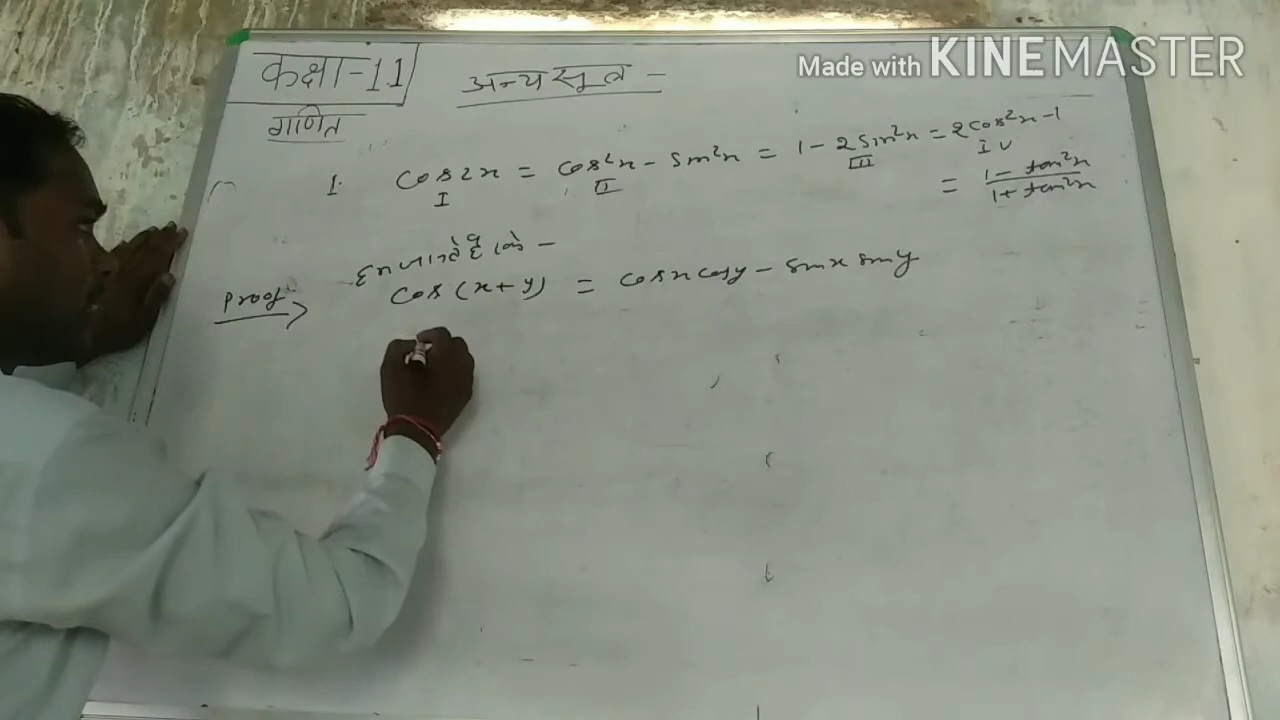 Made with KINEMASTER
कक्षा-11
अन्य सूत्र -
गणित
1. cos2x = cos²x - sin²x = 1 - 2sin²x = 2cos²x - 1
I II III IV
= 1 - tan²x / 1 + tan²x
हम जानते हैं कि -
Proof cos(x+y) = cosx cosy - sinx siny